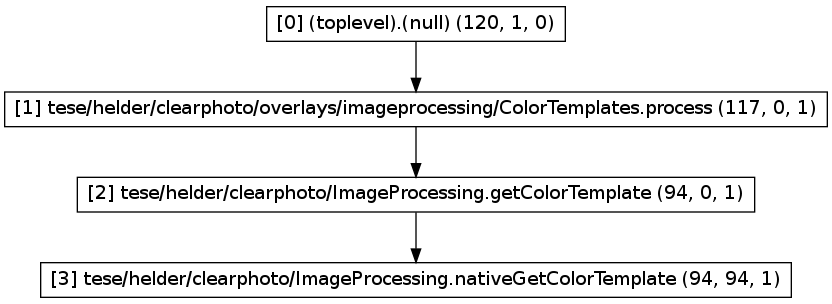 [0] (toplevel).(null) (120, 1, 0)
[1] tese/helder/clearphoto/overlays/imageprocessing/ColorTemplates.process (117, 0, 1)
[2] tese/helder/clearphoto/ImageProcessing.getColorTemplate (94, 0, 1)
[3] tese/helder/clearphoto/ImageProcessing.nativeGetColorTemplate (94, 94, 1)